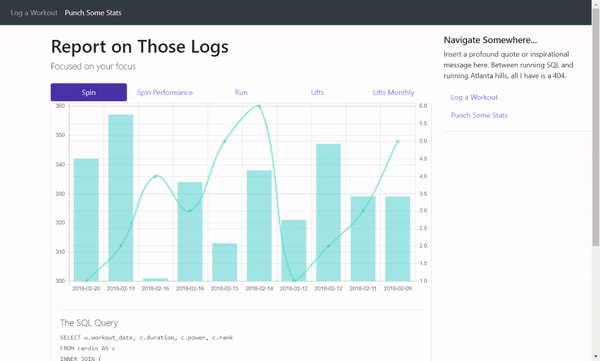 Log a Workout Punch Some Stats
Report on Those Logs
Focused on your focus
Spin Spin Performance Run Lifts Lifts Monthly
360 6.0
350 5.5
5.0
340 4.5
4.0
330 3.5
3.0
320 2.5
2.0
310 1.5
300 1.0
2018-02-20 2018-02-19 2018-02-16 2018-02-16 2018-02-15 2018-02-14 2018-02-12 2018-02-12 2018-02-11 2018-02-09
The SQL Query
SELECT w.workout_date, c.duration, c.power, c.rank
FROM cardio AS c
INNER JOIN (
Navigate Somewhere...
Insert a profound quote or inspirational
message here. Between running SQL and
running Atlanta hills, all I have is a 404.
Log a Workout
Punch Some Stats